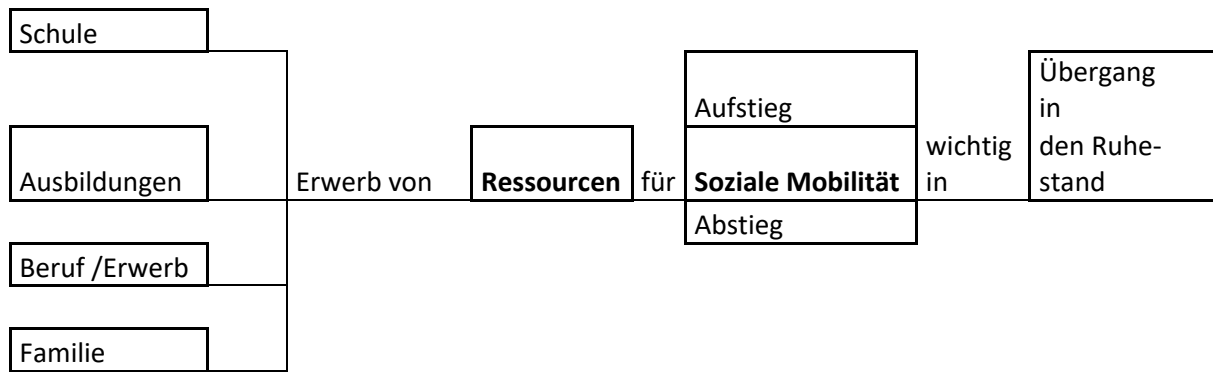 Schule
Ausbildungen
Beruf /Erwerb
Familie
Erwerb von
Ressourcen
für
Aufstieg
Soziale Mobilität
Abstieg
wichtig
in
Übergang
in
den Ruhe-
stand